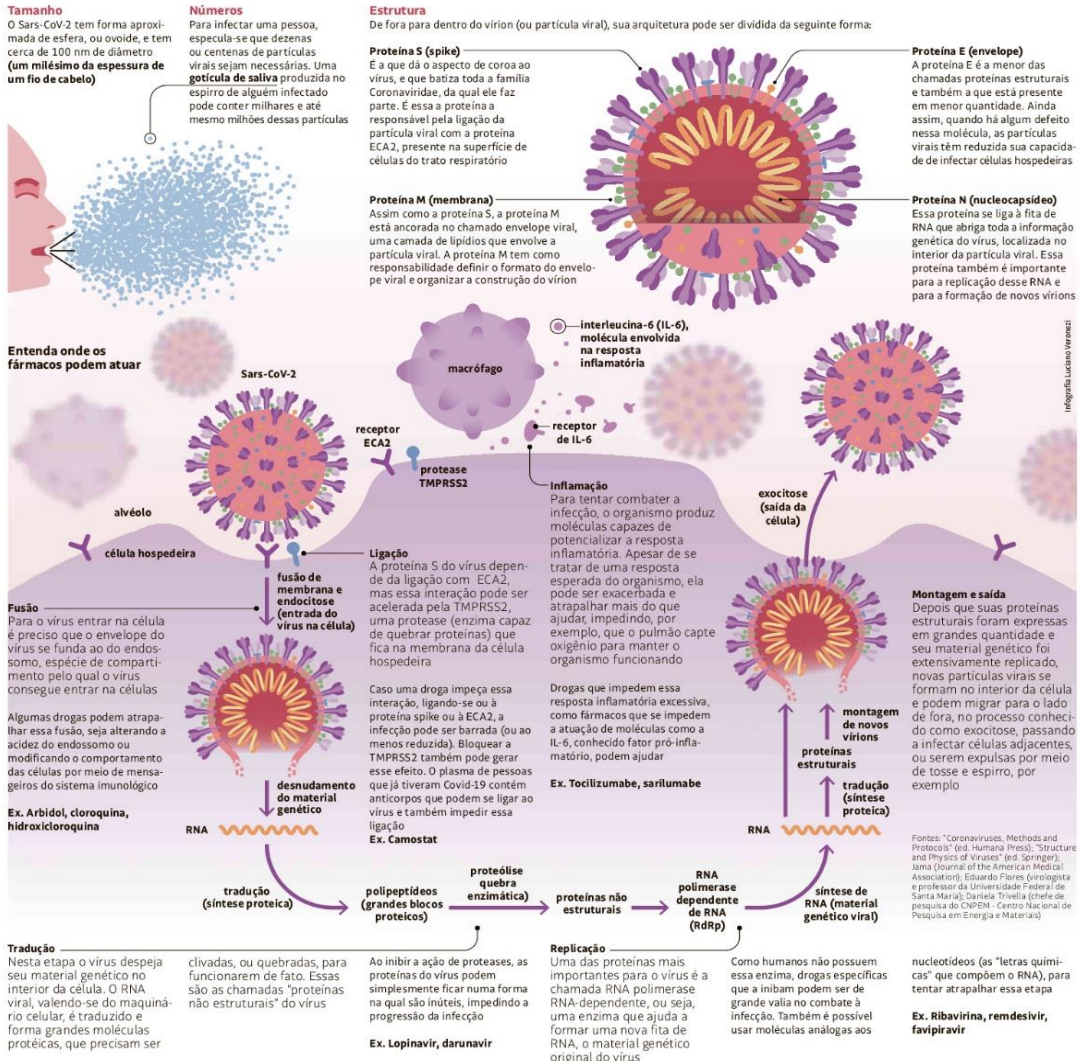 Tamanho
O Sars-CoV-2 tem forma aproxi-
mada de esfera, ou ovoide, e tem
cerca de 100 nm de diâmetro
(um milésimo da espessura de
um fio de cabelo)
Números
Para infectar uma pessoa,
especula-se que dezenas
ou centenas de partículas
virais sejam necessárias. Uma
gotícula de saliva produzida no
espirro de alguém infectado
pode conter milhares e até
mesmo milhões dessas partículas
Estrutura
De fora para dentro do vírion (ou partícula viral), sua arquitetura pode ser dividida da seguinte forma:
Proteína S (spike)
É a que dá o aspecto de coroa ao
vírus, e que batiza toda a família
Coronaviridae, da qual ele faz
parte. É essa a proteína a
responsável pela ligação da
partícula viral com a proteína
ECA2, presente na superfície de
células do trato respiratório
Proteína M (membrana)
Assim como a proteína S, a proteína M
está ancorada no chamado envelope viral,
uma camada de lipídios que envolve a
partícula viral. A proteína M tem como
responsabilidade definir o formato do envelo-
pe viral e organizar a construção do vírion
Proteína E (envelope)
A proteína E é a menor das
chamadas proteínas estruturais
e também a que está presente
em menor quantidade. Ainda
assim, quando há algum defeito
nessa molécula, as partículas
virais têm reduzida sua capacida-
de de infectar células hospedeiras
Proteína N (nucleocapsídeo)
Essa proteína se liga à fita de
RNA que abriga toda a informação
genética do vírus, localizada no
interior da partícula viral. Essa
proteína também é importante
para a replicação desse RNA e
para a formação de novos vírions
Infografia Luciano Veronezi
Entenda onde os
fármacos podem atuar
Sars-CoV-2
macrófago
interleucina-6 (IL-6),
molécula envolvida
na resposta
inflamatória
receptor
de IL-6
receptor
ECA2
protease
TMPRSS2
alvéolo
célula hospedeira
fusão de
membrana e
endocitose
(entrada do
vírus na célula)
Fusão
Para o vírus entrar na célula
é preciso que o envelope do
vírus se funda ao do endos-
somo, espécie de comparti-
mento pelo qual o vírus
consegue entrar na células
Algumas drogas podem atrapa-
lhar essa fusão, seja alterando a
acidez do endossomo ou
modificando o comportamento
das células por meio de mensa-
geiros do sistema imunológico
Ex. Arbidol, cloroquina,
hidroxicloroquina
desnudamento
do material
genético
RNA
Ligação
A proteína S do vírus depen-
de da ligação com ECA2,
mas essa interação pode ser
acelerada pela TMPRSS2,
uma protease (enzima capaz
de quebrar proteínas) que
fica na membrana da célula
hospedeira
Caso uma droga impeça essa
interação, ligando-se ou à
proteína spike ou à ECA2, a
infecção pode ser barrada (ou ao
menos reduzida). Bloquear a
TMPRSS2 também pode gerar
esse efeito. O plasma de pessoas
que já tiveram Covid-19 contém
anticorpos que podem se ligar ao
vírus e também impedir essa
ligação
Ex. Camostat
Inflamação
Para tentar combater a
infecção, o organismo produz
moléculas capazes de
potencializar a resposta
inflamatória. Apesar de se
tratar de uma resposta
esperada do organismo, ela
pode ser exacerbada e
atrapalhar mais do que
ajudar, impedindo, por
exemplo, que o pulmão capte
oxigênio para manter o
organismo funcionando
Drogas que impedem essa
resposta inflamatória excessiva,
como fármacos que se impedem
a atuação de moléculas como a
IL-6, conhecido fator pró-infla-
matório, podem ajudar
Ex. Tocilizumabe, sarilumabe
exocitose
(saída da
célula)
montagem
de novos
vírions
proteínas
estruturais
tradução
(síntese
proteica)
RNA
Montagem e saída
Depois que suas proteínas
estruturais foram expressas
em grandes quantidade e
seu material genético foi
extensivamente replicado,
novas partículas virais se
formam no interior da célula
e podem migrar para o lado
de fora, no processo conheci-
do como exocitose, passando
a infectar células adjacentes,
ou serem expulsas por meio
de tosse e espirro, por
exemplo
Fontes: "Coronaviruses, Methods and
Protocols" (ed. Humana Press); "Structure
and Physics of Viruses" (ed. Springer);
Jama (Journal of the American Medical
Association); Eduardo Flores (virologista
e professor da Universidade Federal de
Santa Maria); Daniela Trivella (chefe de
pesquisa do CNPEM - Centro Nacional de
Pesquisa em Energia e Materiais)
tradução
(síntese proteica)
polipeptídeos
(grandes blocos
proteicos)
proteólise
quebra
enzimática)
proteínas não
estruturais
RNA
polimerase
dependente
de RNA
(RdRp)
síntese de
RNA (material
genético viral)
Tradução
Nesta etapa o vírus despeja
seu material genético no
interior da célula. O RNA
viral, valendo-se do maquiná-
rio celular, é traduzido e
forma grandes moléculas
protéicas, que precisam ser
clivadas, ou quebradas, para
funcionarem de fato. Essas
são as chamadas "proteínas
não estruturais" do vírus
Ao inibir a ação de proteases, as
proteínas do vírus podem
simplesmente ficar numa forma
na qual são inúteis, impedindo a
progressão da infecção
Ex. Lopinavir, darunavir
Replicação
Uma das proteínas mais
importantes para o vírus é a
chamada RNA polimerase
RNA-dependente, ou seja,
uma enzima que ajuda a
formar uma nova fita de
RNA, o material genético
original do vírus
Como humanos não possuem
essa enzima, drogas específicas
que a inibam podem ser de
grande valia no combate à
infecção. Também é possível
usar moléculas análogas aos
nucleotídeos (as "letras quími-
cas" que compõem o RNA), para
tentar atrapalhar essa etapa
Ex. Ribavirina, remdesivir,
favipiravir